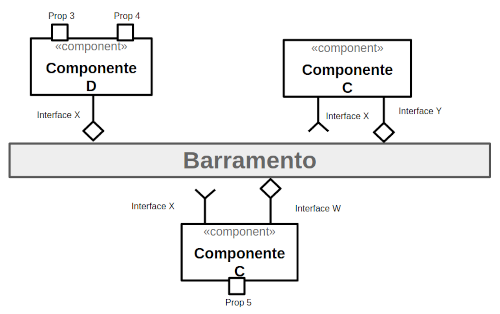 Prop 3
Prop 4
«component»
Componente
D
Interface X
«component»
Componente
C
Interface X
Interface Y
Barramento
Interface X
Interface W
«component»
Componente
C
Prop 5